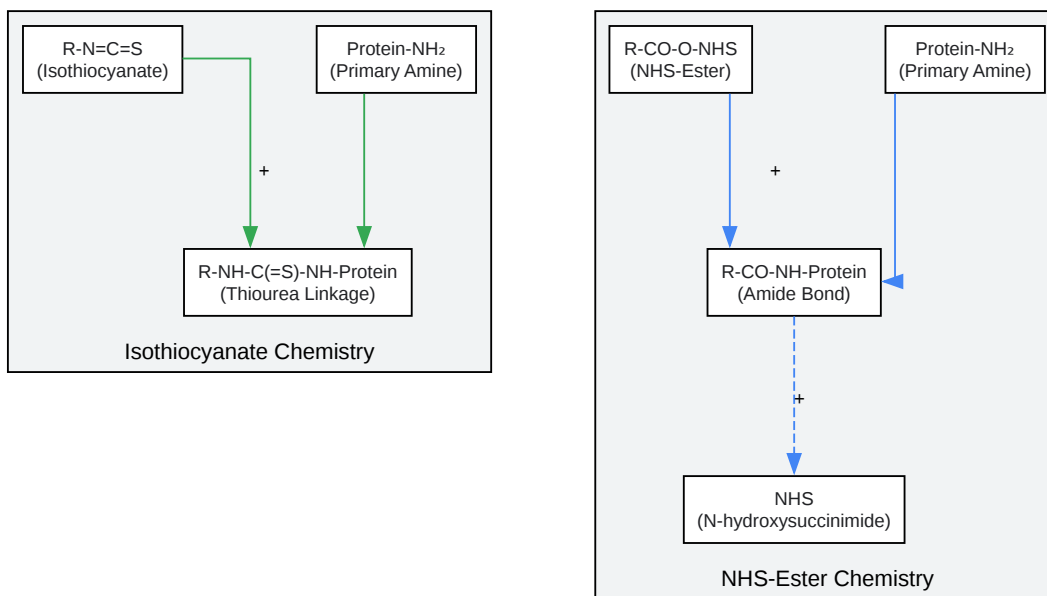 R-N=C=S
(Isothiocyanate)
Protein-NH₂
(Primary Amine)
+
R-NH-C(=S)-NH-Protein
(Thiourea Linkage)
Isothiocyanate Chemistry
R-CO-O-NHS
(NHS-Ester)
Protein-NH₂
(Primary Amine)
+
R-CO-NH-Protein
(Amide Bond)
+
NHS
(N-hydroxysuccinimide)
NHS-Ester Chemistry